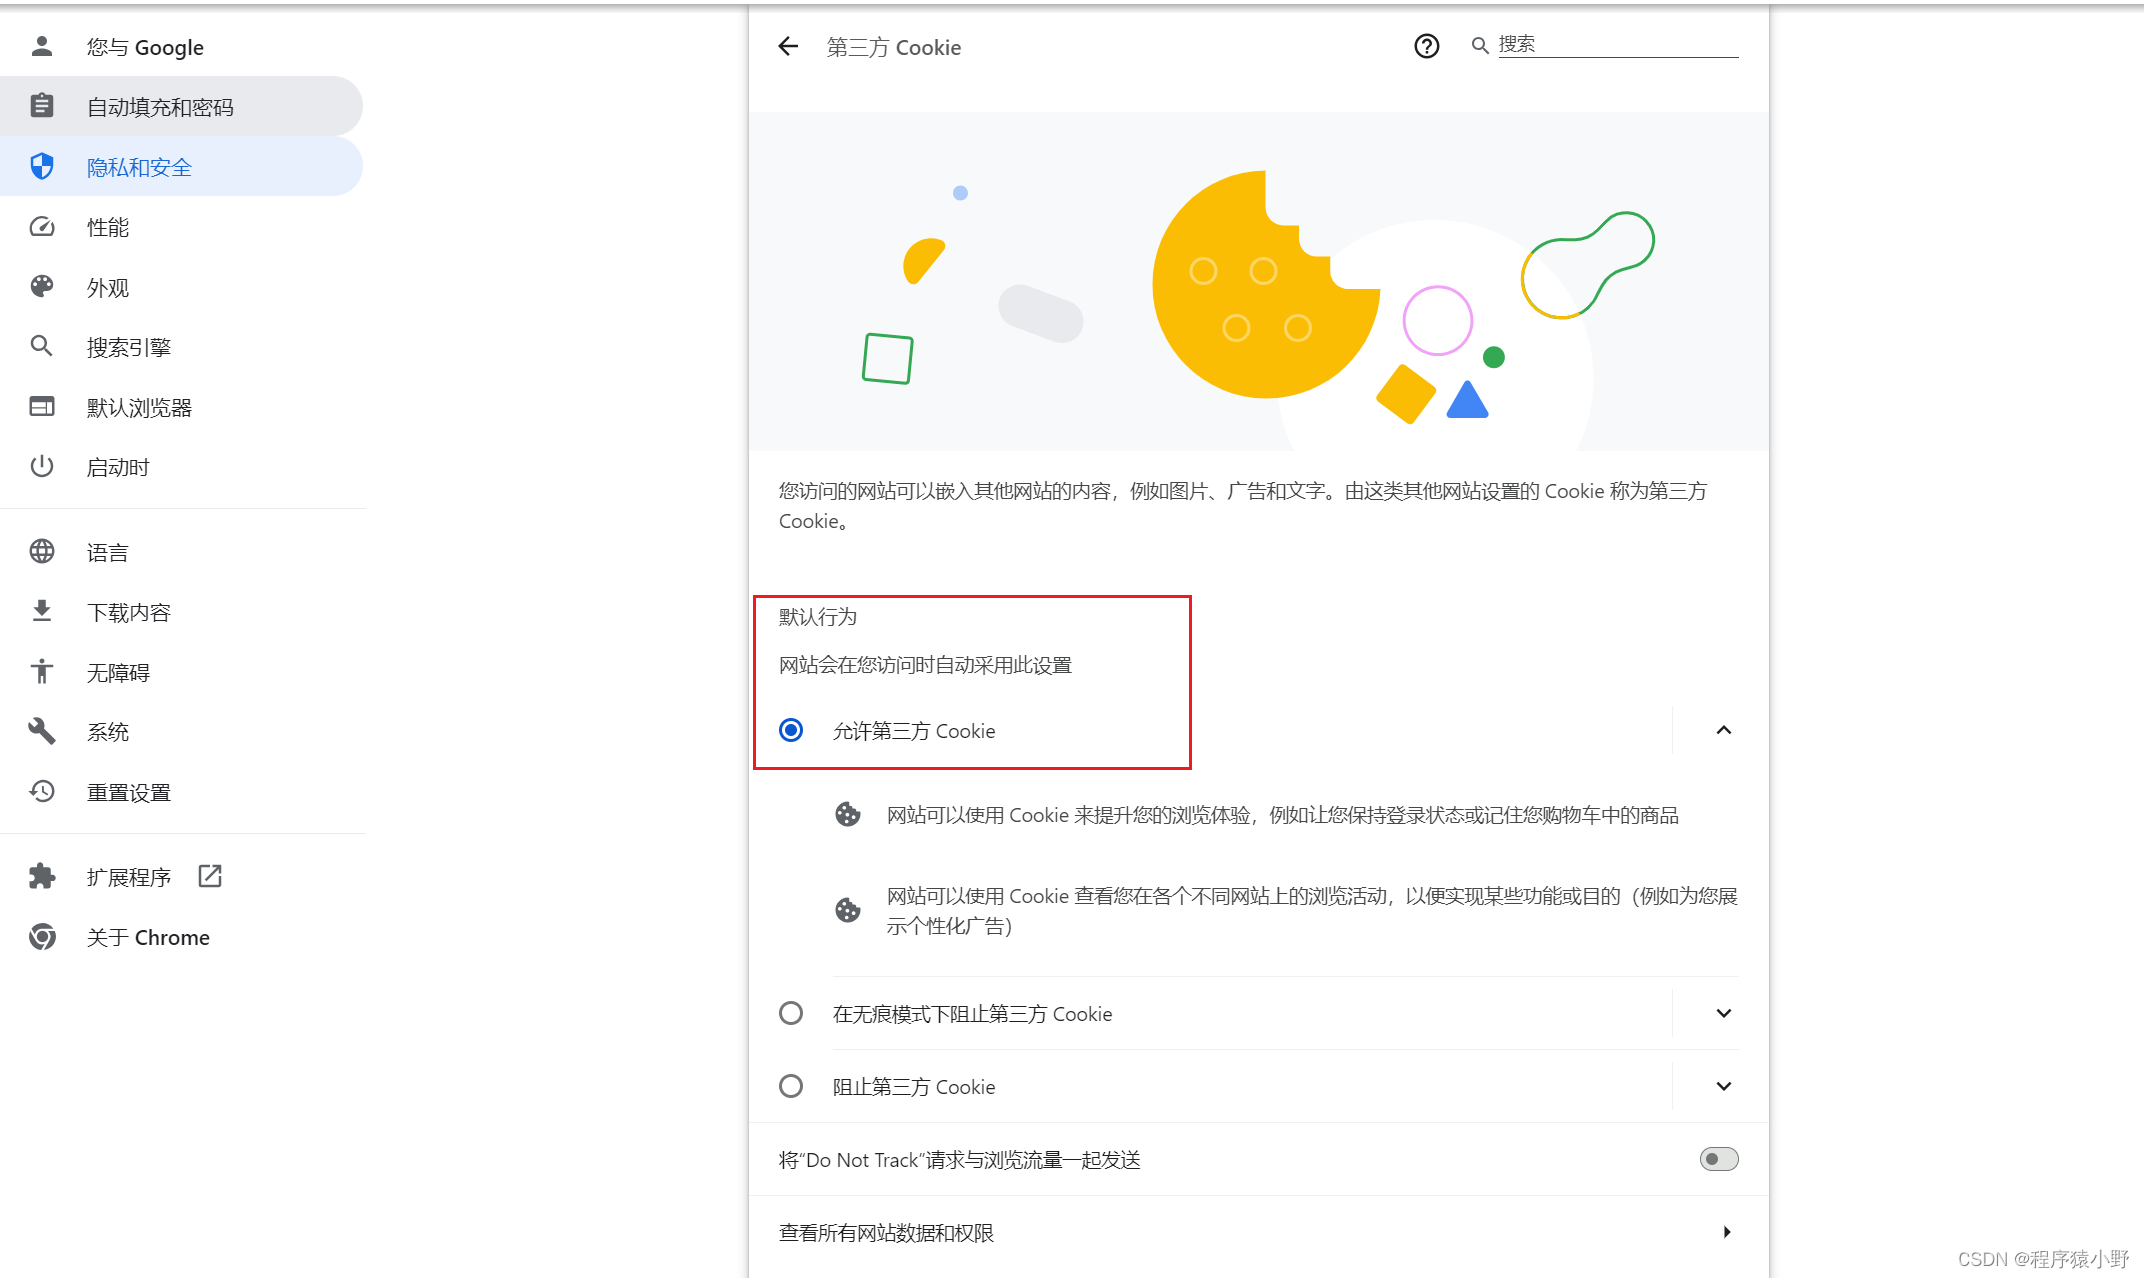 您与 Google
自动填充和密码
隐私和安全
性能
外观
搜索引擎
默认浏览器
启动时
语言
下载内容
无障碍
系统
重置设置
扩展程序
关于 Chrome
第三方 Cookie
搜索
您访问的网站可以嵌入其他网站的内容，例如图片、广告和文字。由这类其他网站设置的 Cookie 称为第三方
Cookie。
默认行为
网站会在您访问时自动采用此设置
允许第三方 Cookie
网站可以使用 Cookie 来提升您的浏览体验，例如让您保持登录状态或记住您购物车中的商品
网站可以使用 Cookie 查看您在各个不同网站上的浏览活动，以便实现某些功能或目的（例如为您展
示个性化广告）
在无痕模式下阻止第三方 Cookie
阻止第三方 Cookie
将“Do Not Track”请求与浏览流量一起发送
查看所有网站数据和权限
CSDN @程序猿小野